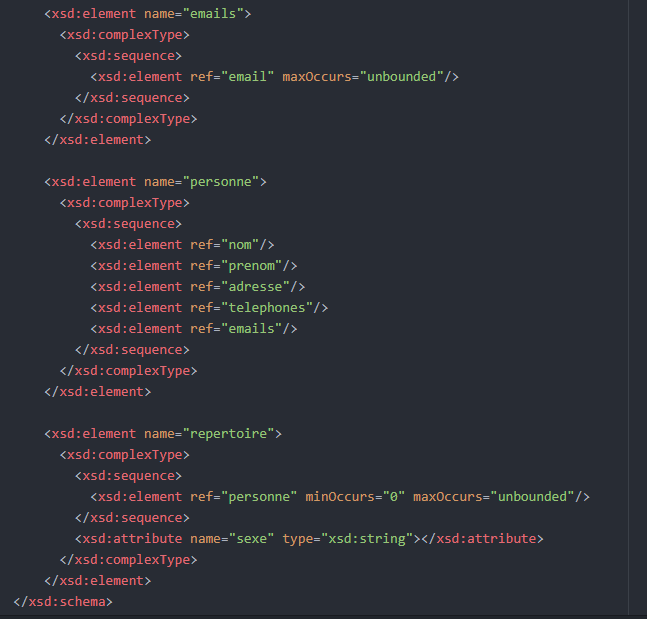 <xsd:element name="emails">
<xsd:complexType>
<xsd:sequence>
<xsd:element ref="email" maxOccurs="unbounded"/>
</xsd:sequence>
</xsd:complexType>
</xsd:element>
<xsd:element name="personne">
<xsd:complexType>
<xsd:sequence>
<xsd:element ref="nom"/>
<xsd:element ref="prenom"/>
<xsd:element ref="adresse"/>
<xsd:element ref="telephones"/>
<xsd:element ref="emails"/>
</xsd:sequence>
</xsd:complexType>
</xsd:element>
<xsd:element name="repertoire">
<xsd:complexType>
<xsd:sequence>
<xsd:element ref="personne" minOccurs="0" maxOccurs="unbounded"/>
</xsd:sequence>
<xsd:attribute name="sexe" type="xsd:string"></xsd:attribute>
</xsd:complexType>
</xsd:element>
</xsd:schema>